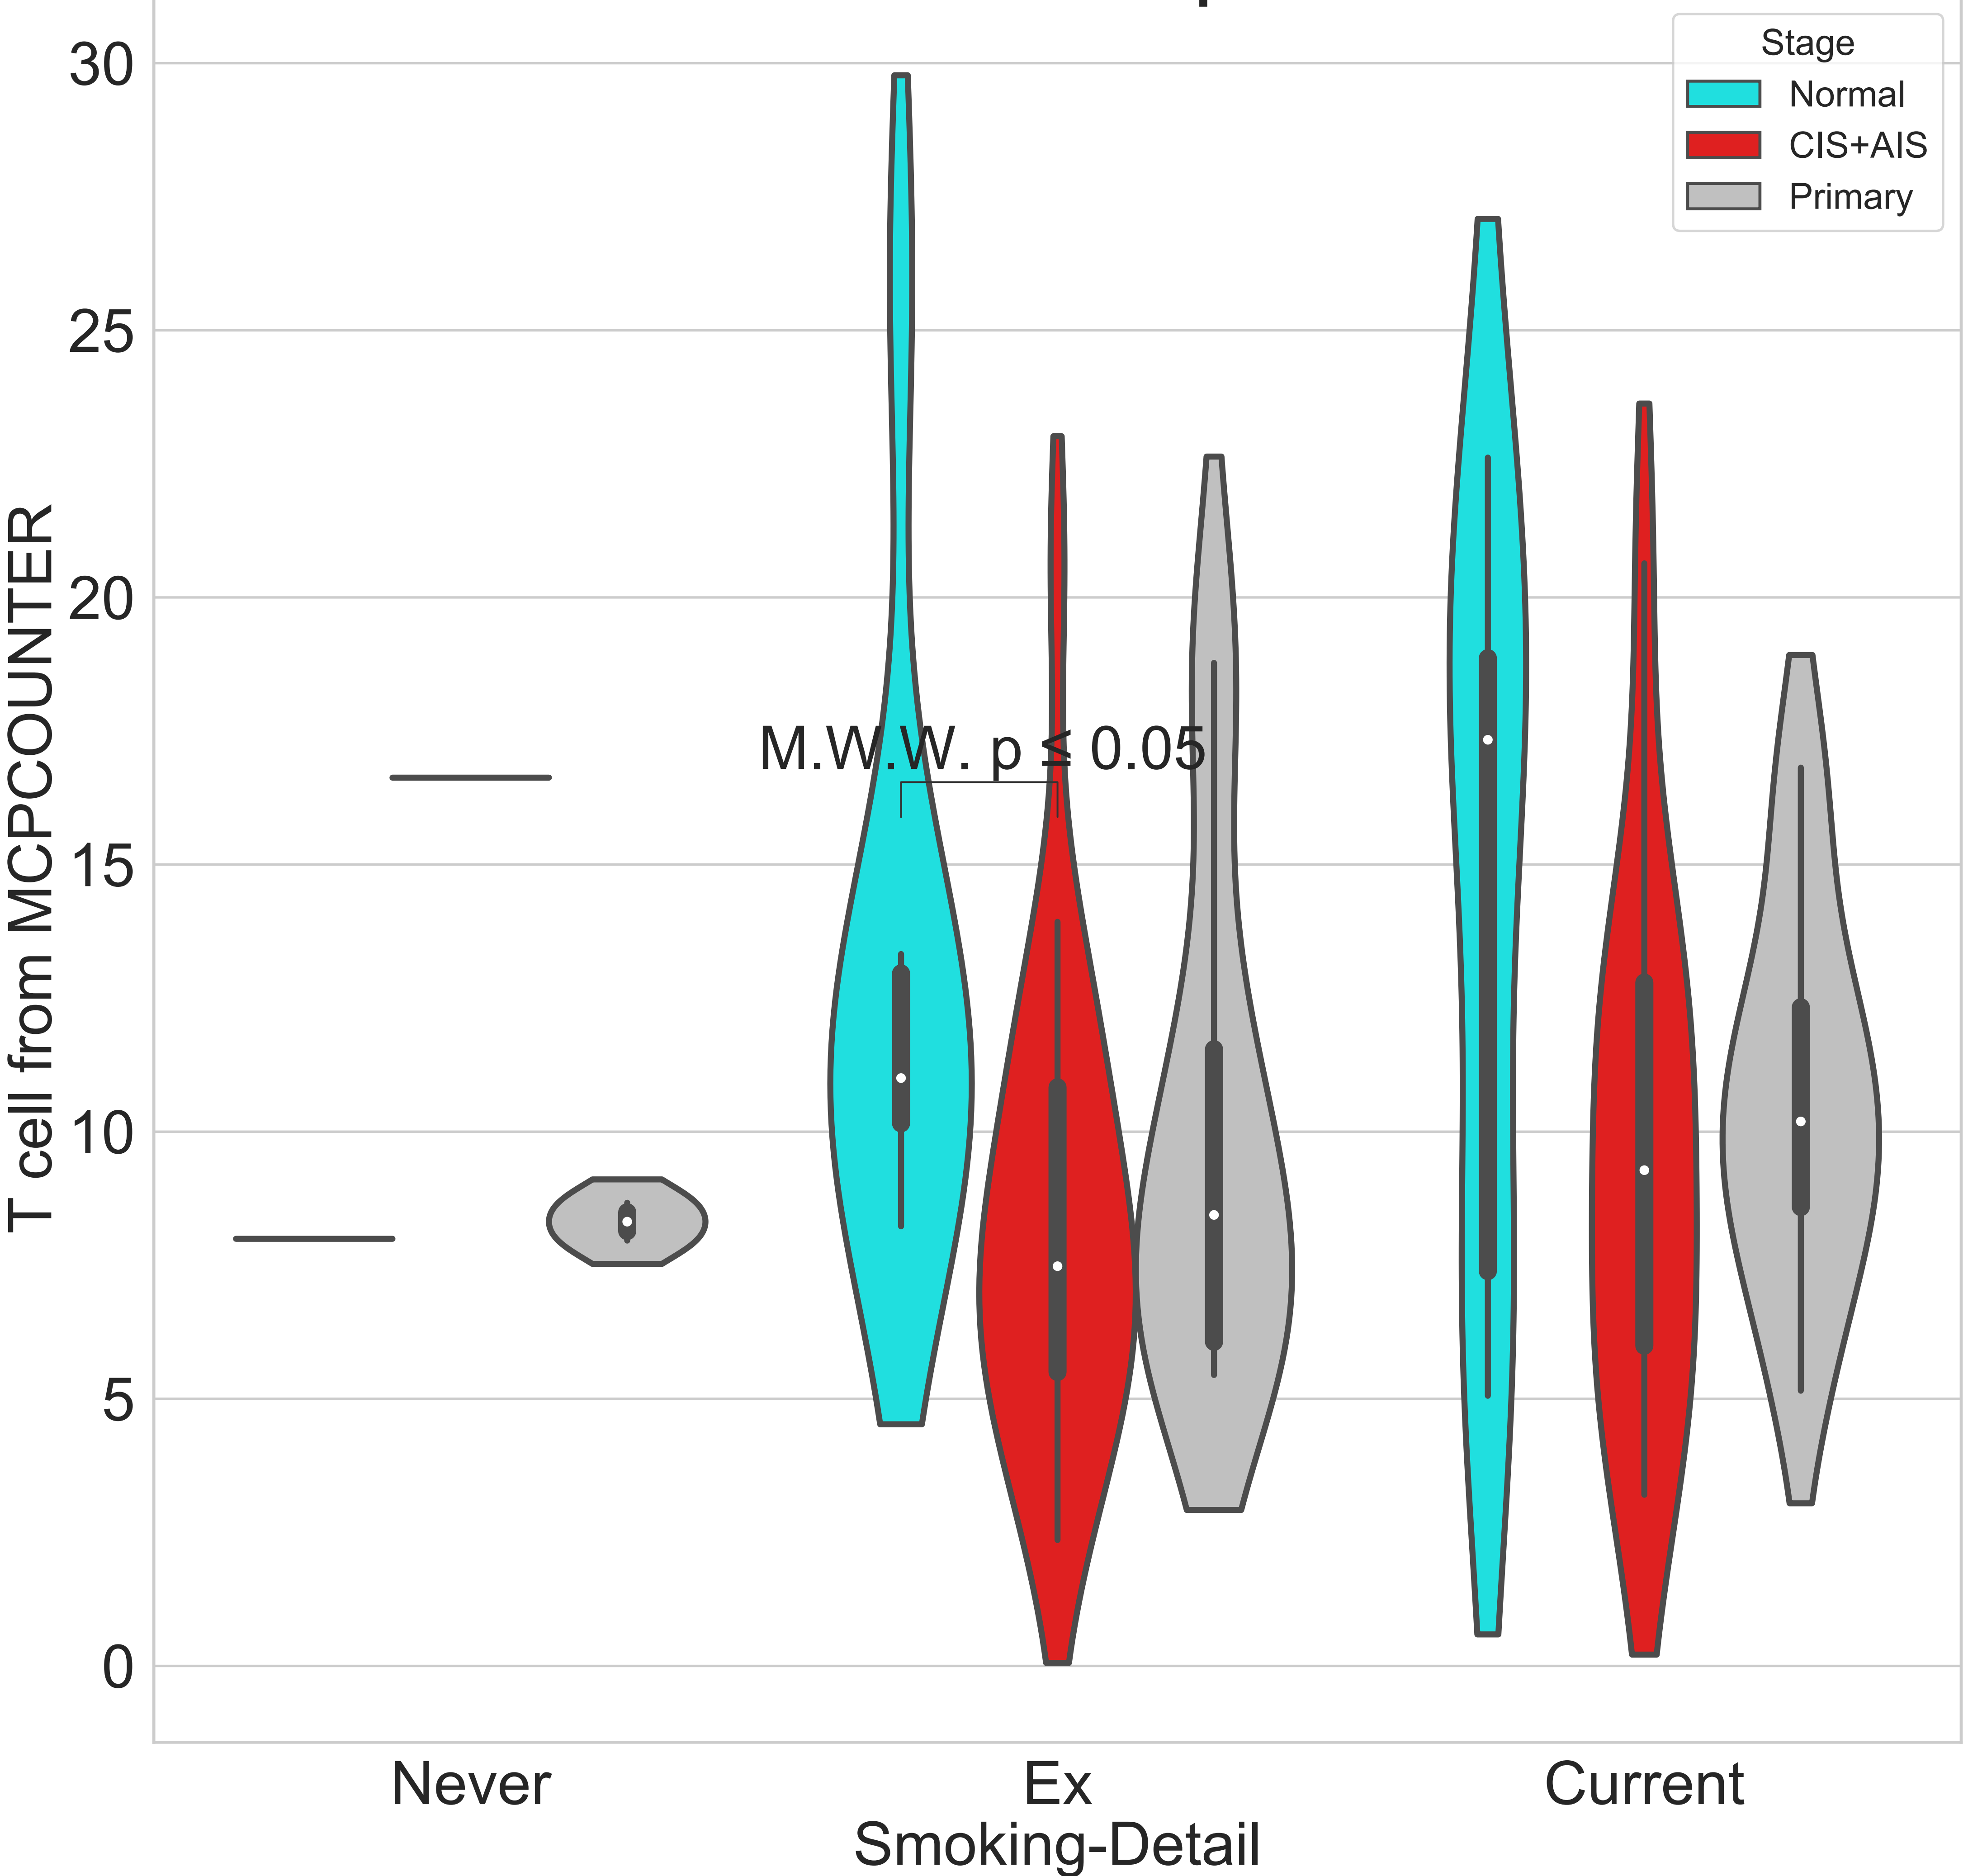 Stage
Normal
CIS+AIS
Primary
30
25
20
15
10
5
0
T cell from MCPCOUNTER
M.W.W. p ≤ 0.05
Never
Ex
Current
Smoking-Detail